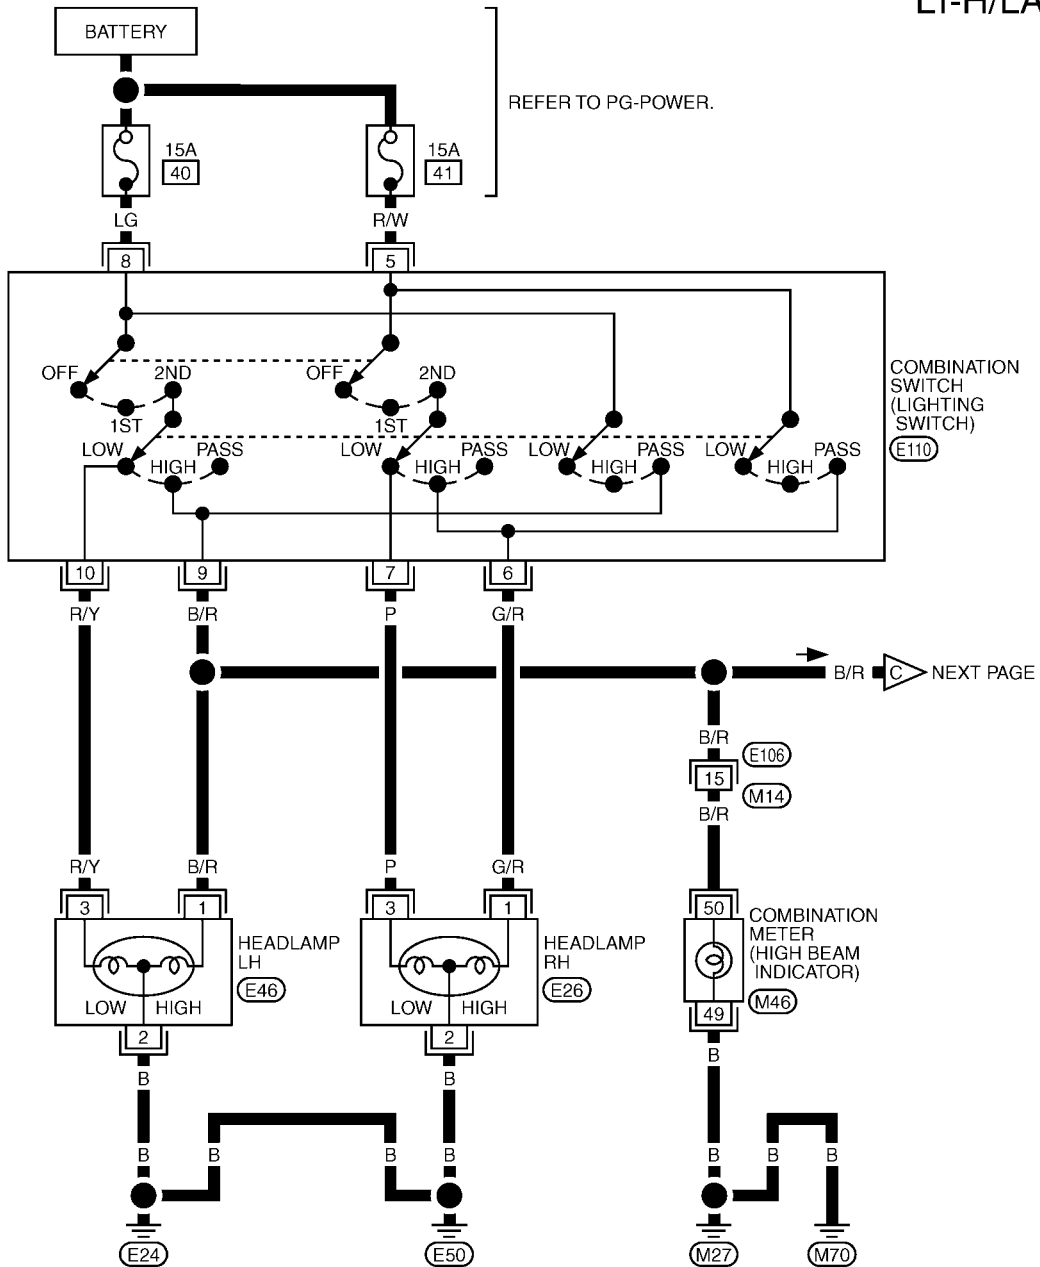 BATTERY
REFER TO PG-POWER.
15A
40
15A
41
LG
R/W
8
5
OFF
2ND
OFF
2ND
1ST
1ST
LOW
HIGH
PASS
LOW
HIGH
PASS
LOW
HIGH
PASS
LOW
HIGH
PASS
COMBINATION
SWITCH
(LIGHTING
SWITCH)
E110
10
9
7
6
R/Y
B/R
P
G/R
B/R
C
NEXT PAGE
B/R
E106
15
M14
B/R
R/Y
B/R
P
G/R
3
1
3
1
50
HEADLAMP
LH
E46
LOW
HIGH
HEADLAMP
RH
E26
LOW
HIGH
COMBINATION
METER
(HIGH BEAM
INDICATOR)
M46
2
2
49
B
B
B
B
B
B
B
B
B
B
E24
E50
M27
M70